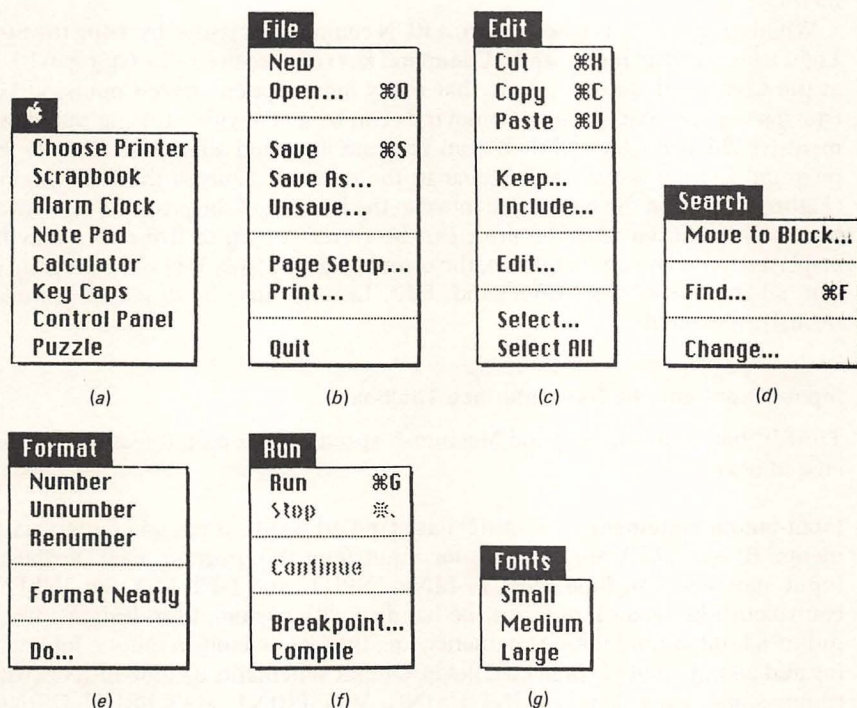 Choose Printer
Scrapbook
Alarm Clock
Note Pad
Calculator
Key Caps
Control Panel
Puzzle
(a)
File
New
Open... ⌘O
Save ⌘S
Save As...
Unsave...
Page Setup...
Print...
Quit
(b)
Edit
Cut ⌘X
Copy ⌘C
Paste ⌘V
Keep...
Include...
Edit...
Select...
Select All
(c)
Search
Move to Block...
Find... ⌘F
Change...
(d)
Format
Number
Unnumber
Renumber
Format Neatly
Do...
(e)
Run
Run ⌘G
Stop ⌘.
Continue
Breakpoint...
Compile
(f)
Fonts
Small
Medium
Large
(g)